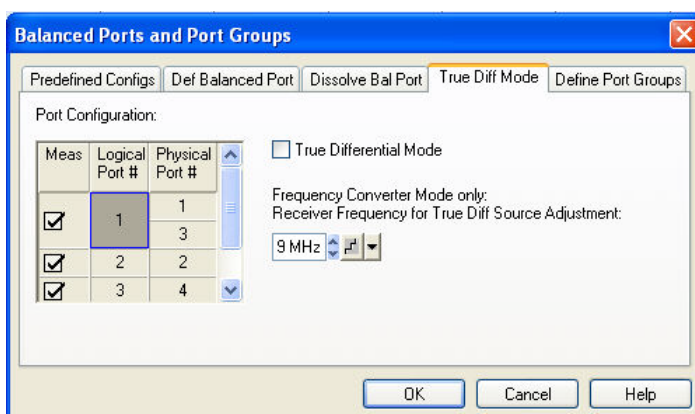 Balanced Ports and Port Groups
Predefined Configs Def Balanced Port Dissolve Bal Port True Diff Mode Define Port Groups
Port Configuration:
Meas Logical Port # Physical Port #
1 1
3
2 2
3 4
True Differential Mode
Frequency Converter Mode only:
Receiver Frequency for True Diff Source Adjustment:
9 MHz
OK Cancel Help